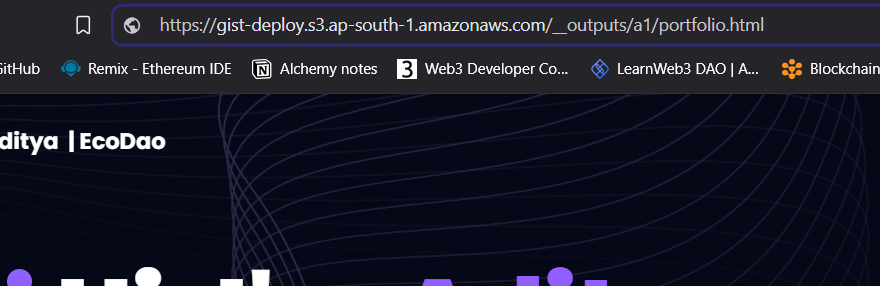 https://gist-deploy.s3.ap-south-1.amazonaws.com/__outputs/a1/portfolio.html
GitHub Remix - Ethereum IDE Alchemy notes 3 Web3 Developer Co... LearnWeb3 DAO | A... Blockchain
ditya | EcoDao